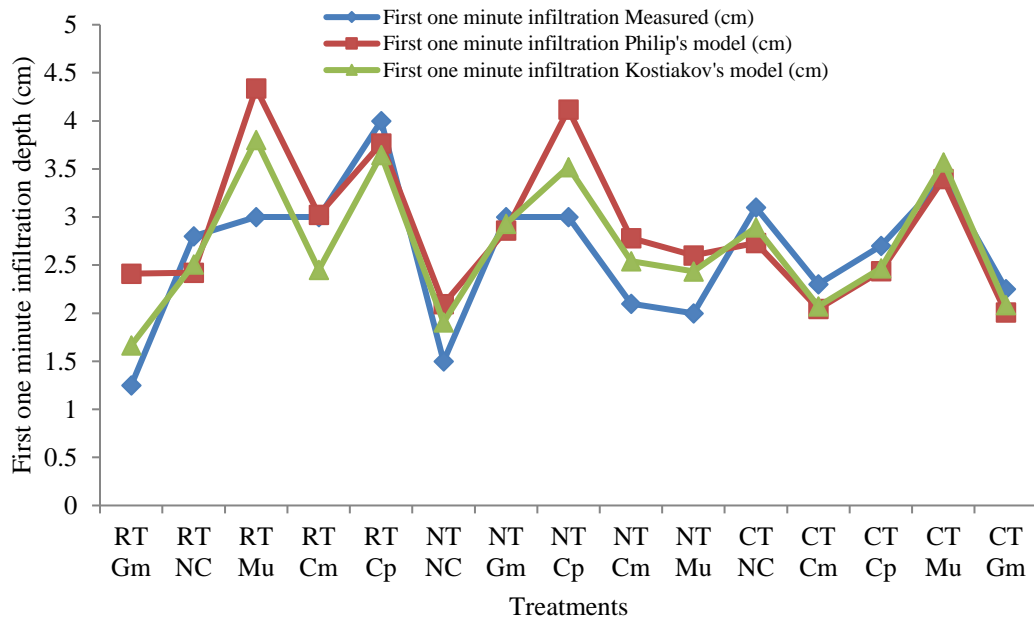 First one minute infiltration Measured (cm)
First one minute infiltration Philip's model (cm)
First one minute infiltration Kostiakov's model (cm)
First one minute infiltration depth (cm)
5
4.5
4
3.5
3
2.5
2
1.5
1
0.5
0
RT RT RT RT RT NT NT NT NT NT CT CT CT CT CT
Gm NC Mu Cm Cp NC Gm Cp Cm Mu NC Cm Cp Mu Gm
Treatments